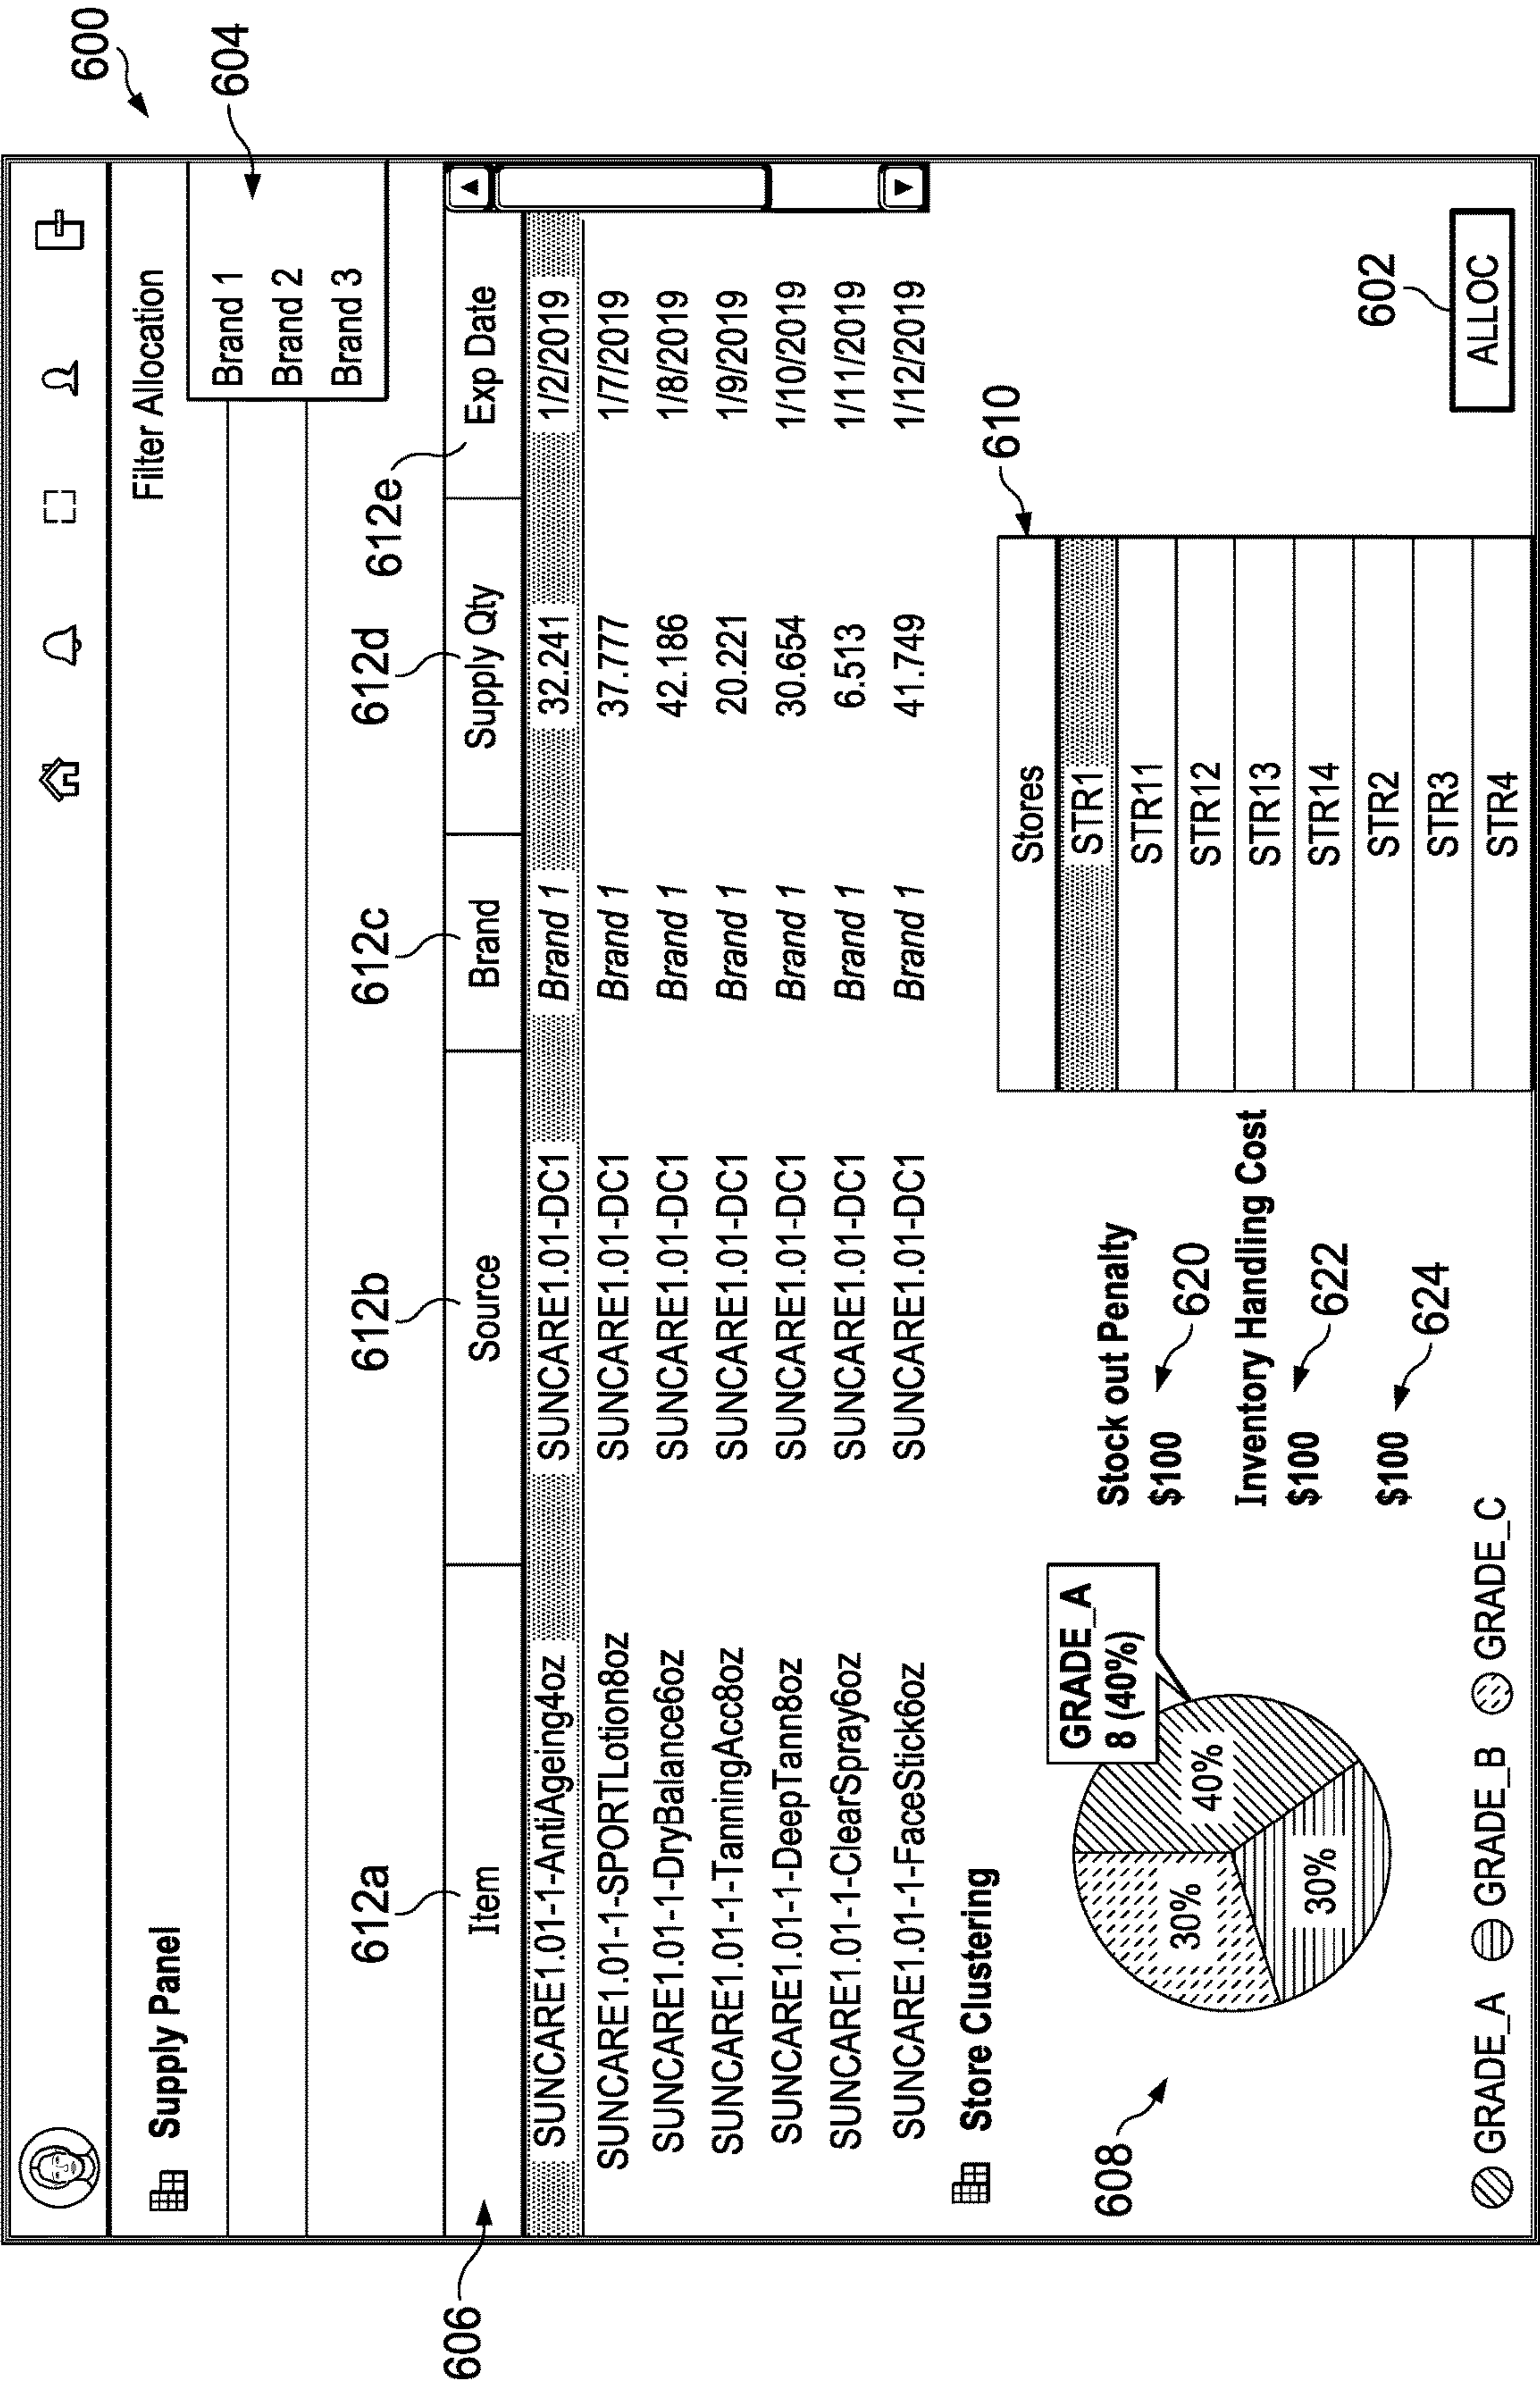 600
604
Filter Allocation
Supply Panel
Brand 1
Brand 2
Brand 3
612a
612b
612c
612d
612e
606
Item Source Brand Supply Qty Exp Date
SUNCARE1.01-1-AntiAgeing4oz SUNCARE1.01-DC1 Brand 1 32.241 1/2/2019
SUNCARE1.01-1-SPORTLotion8oz SUNCARE1.01-DC1 Brand 1 37.777 1/7/2019
SUNCARE1.01-1-DryBalance6oz SUNCARE1.01-DC1 Brand 1 42.186 1/8/2019
SUNCARE1.01-1-TanningAcc8oz SUNCARE1.01-DC1 Brand 1 20.221 1/9/2019
SUNCARE1.01-1-DeepTann8oz SUNCARE1.01-DC1 Brand 1 30.654 1/10/2019
SUNCARE1.01-1-ClearSpray6oz SUNCARE1.01-DC1 Brand 1 6.513 1/11/2019
SUNCARE1.01-1-FaceStick6oz SUNCARE1.01-DC1 Brand 1 41.749 1/12/2019
Store Clustering
608
GRADE_A
8 (40%)
40%
30%
30%
GRADE_A GRADE_B GRADE_C
Stock out Penalty
$100 620
Inventory Handling Cost
$100 622
$100 624
610
Stores
STR1
STR11
STR12
STR13
STR14
STR2
STR3
STR4
602
ALLOC